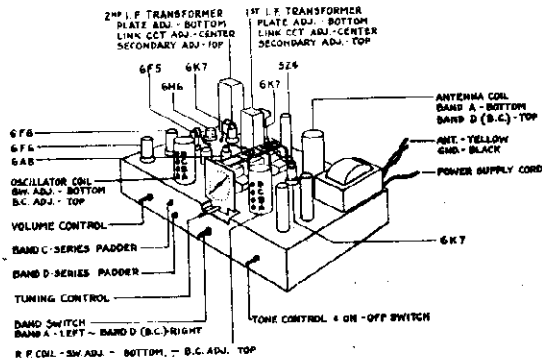 2ND I.F. TRANSFORMER
PLATE ADJ. - BOTTOM
LINK CCT ADJ. - CENTER
SECONDARY ADJ - TOP
1ST I.F. TRANSFORMER
PLATE ADJ. - BOTTOM
LINK CCT ADJ. - CENTER
SECONDARY ADJ. - TOP
6F5
6H6
6K7
6K7
5Z4
6F6
6F6
6A8
ANTENNA COIL
BAND A - BOTTOM
BAND D (B.C.) - TOP
ANT. - YELLOW
GND. - BLACK
POWER SUPPLY CORD
OSCILLATOR COIL
SW. ADJ. - BOTTOM
B.C. ADJ. - TOP
VOLUME CONTROL
BAND C-SERIES PADDER
BAND D-SERIES PADDER
6K7
TUNING CONTROL
BAND SWITCH
BAND A - LEFT ~ BAND D (B.C.)-RIGHT
TONE CONTROL & ON - OFF SWITCH
R F. COIL - SW. ADJ. - BOTTOM, - B.C. ADJ. TOP